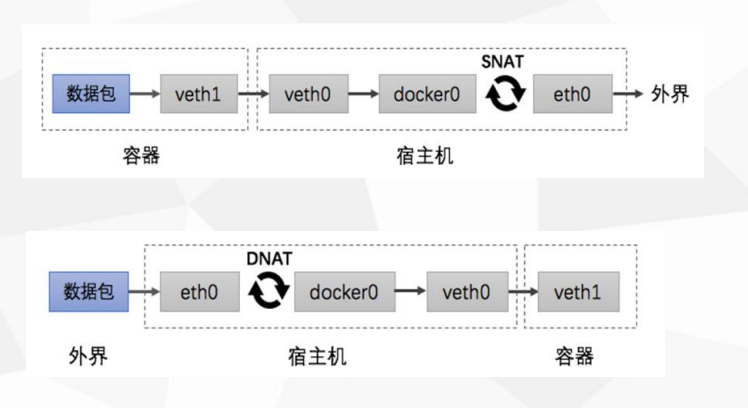 SNAT
数据包 veth1 veth0 docker0 eth0 外界
容器 宿主机
DNAT
数据包 eth0 docker0 veth0 veth1
外界 宿主机 容器